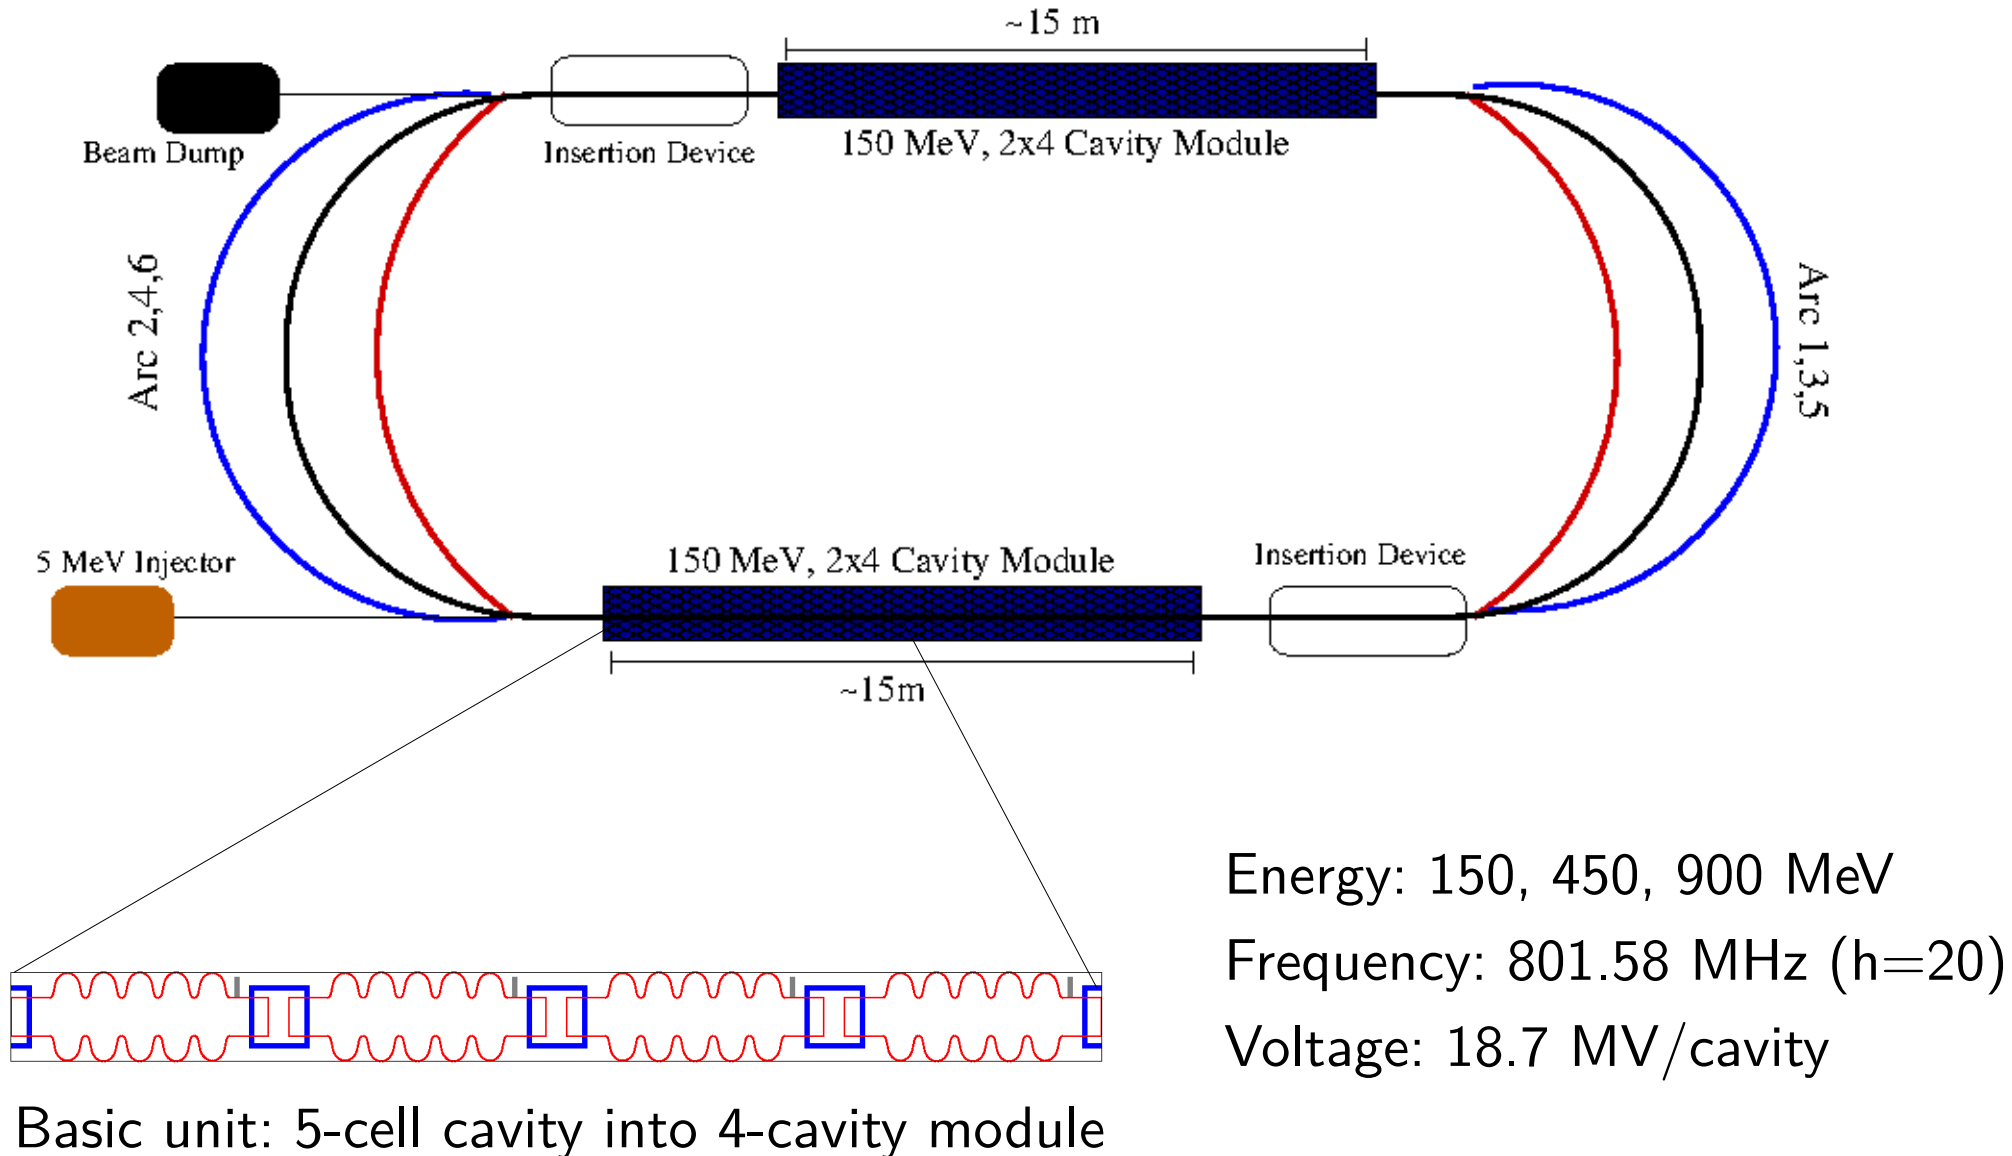 ~15 m
Beam Dump
Insertion Device
150 MeV, 2x4 Cavity Module
Arc 2,4,6
Arc 1,3,5
5 MeV Injector
150 MeV, 2x4 Cavity Module
Insertion Device
~15m
Energy: 150, 450, 900 MeV
Frequency: 801.58 MHz (h=20)
Voltage: 18.7 MV/cavity
Basic unit: 5-cell cavity into 4-cavity module